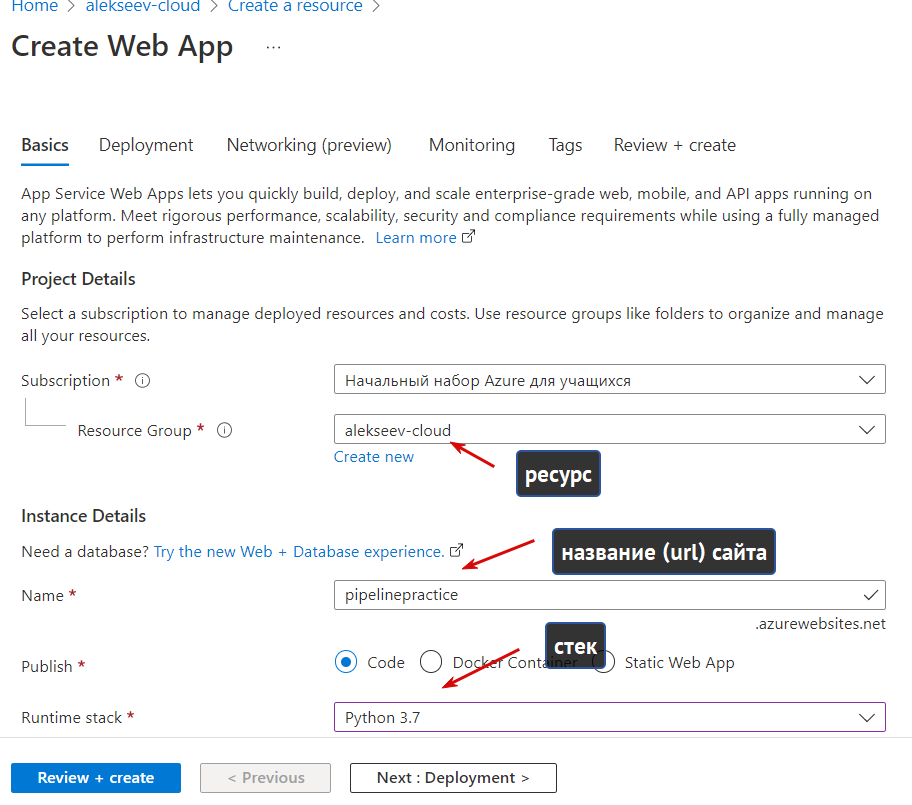 Home > alekseev-cloud > Create a resource >
Create Web App ...
Basics Deployment Networking (preview) Monitoring Tags Review + create
App Service Web Apps lets you quickly build, deploy, and scale enterprise-grade web, mobile, and API apps running on
any platform. Meet rigorous performance, scalability, security and compliance requirements while using a fully managed
platform to perform infrastructure maintenance. Learn more
Project Details
Select a subscription to manage deployed resources and costs. Use resource groups like folders to organize and manage
all your resources.
Subscription * Начальный набор Azure для учащихся
Resource Group * alekseev-cloud
Create new
ресурс
Instance Details
Need a database? Try the new Web + Database experience.
название (url) сайта
Name * pipelinepractice
.azurewebsites.net
стек
Publish * Code Docker Container Static Web App
Runtime stack * Python 3.7
Review + create < Previous Next : Deployment >